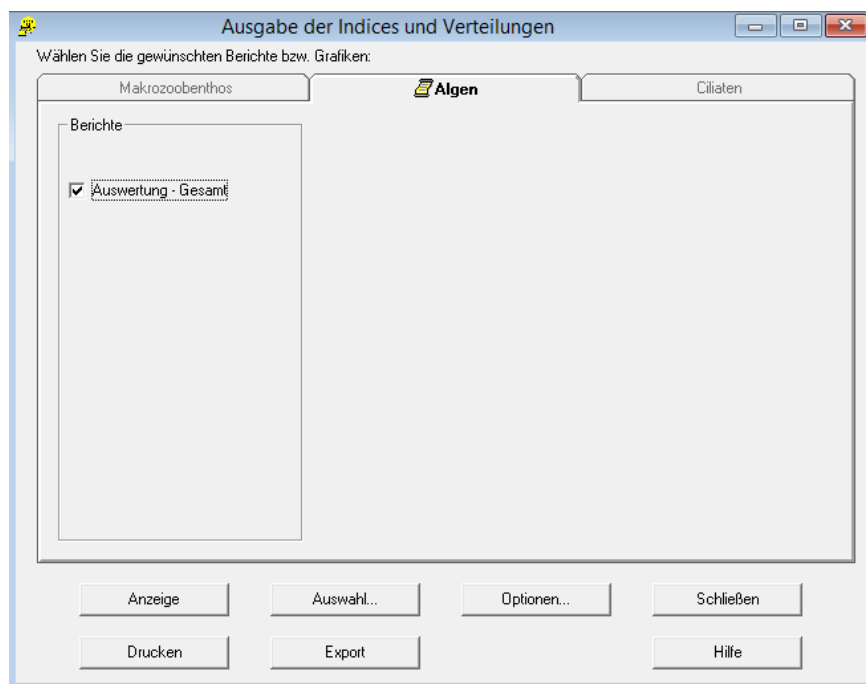 Ausgabe der Indices und Verteilungen
Wählen Sie die gewünschten Berichte bzw. Grafiken:
Makrozoobenthos Algen Ciliaten
Berichte
Auswertung - Gesamt
Anzeige Auswahl... Optionen... Schließen
Drucken Export Hilfe